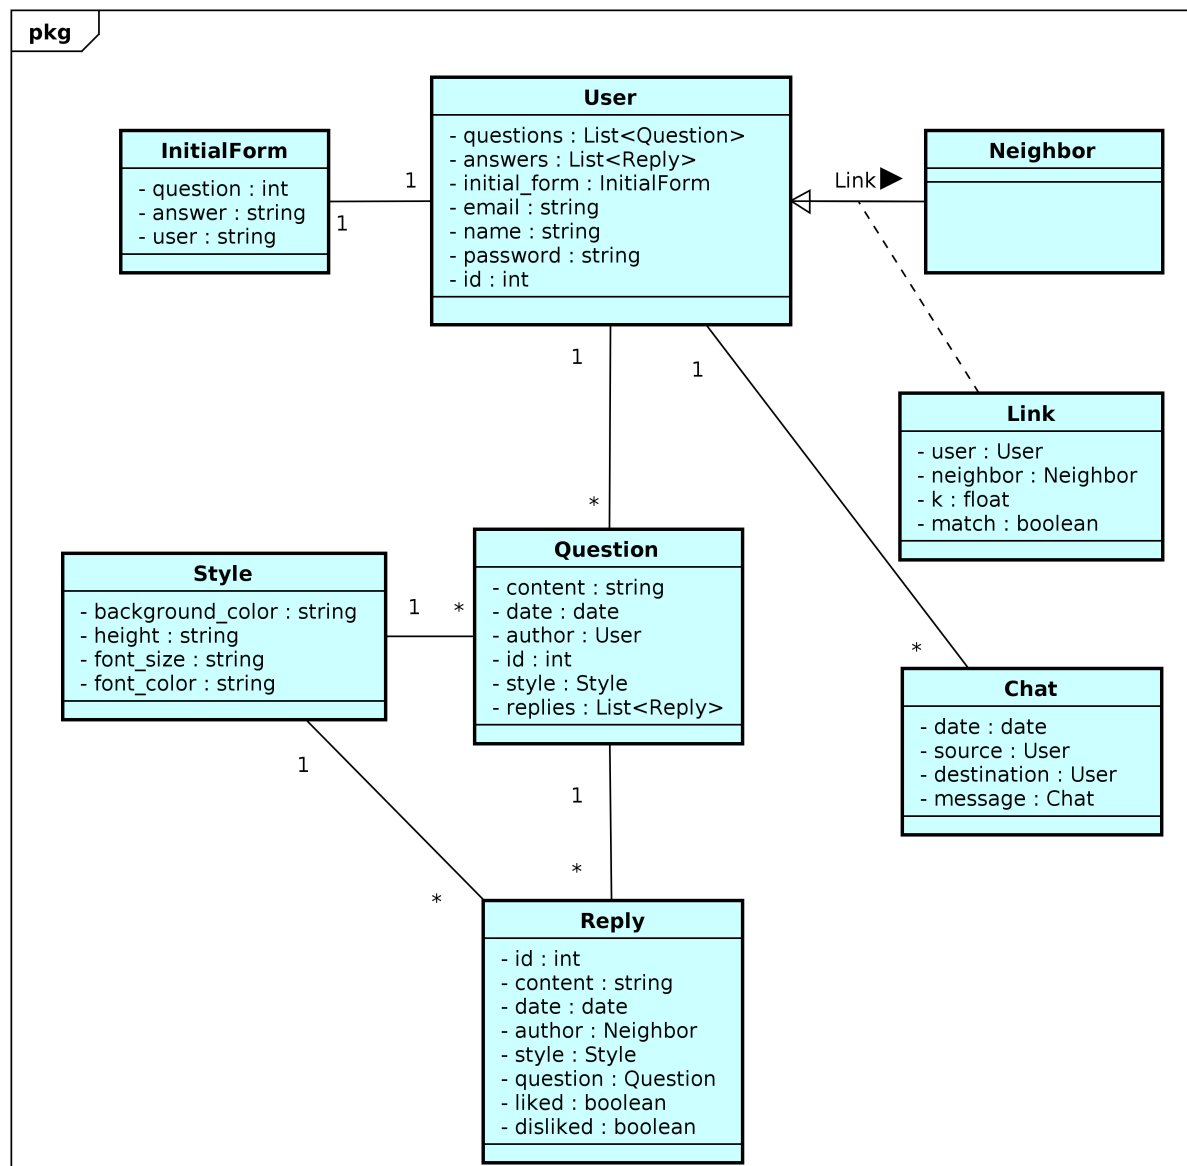 pkg
User
- questions : List<Question>
- answers : List<Reply>
- initial_form : InitialForm
- email : string
- name : string
- password : string
- id : int
InitialForm
- question : int
- answer : string
- user : string
1
1
Link
Neighbor
Link
- user : User
- neighbor : Neighbor
- k : float
- match : boolean
1
*
1
*
Style
- background_color : string
- height : string
- font_size : string
- font_color : string
1
*
Question
- content : string
- date : date
- author : User
- id : int
- style : Style
- replies : List<Reply>
Chat
- date : date
- source : User
- destination : User
- message : Chat
1
*
1
*
Reply
- id : int
- content : string
- date : date
- author : Neighbor
- style : Style
- question : Question
- liked : boolean
- disliked : boolean